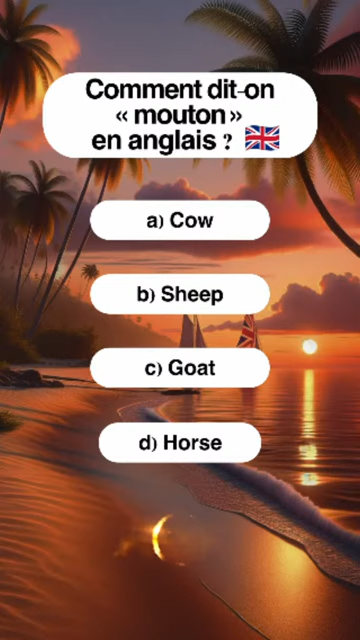 Comment dit-on
« mouton »
en anglais ? 🇬🇧
a) Cow
b) Sheep
c) Goat
d) Horse